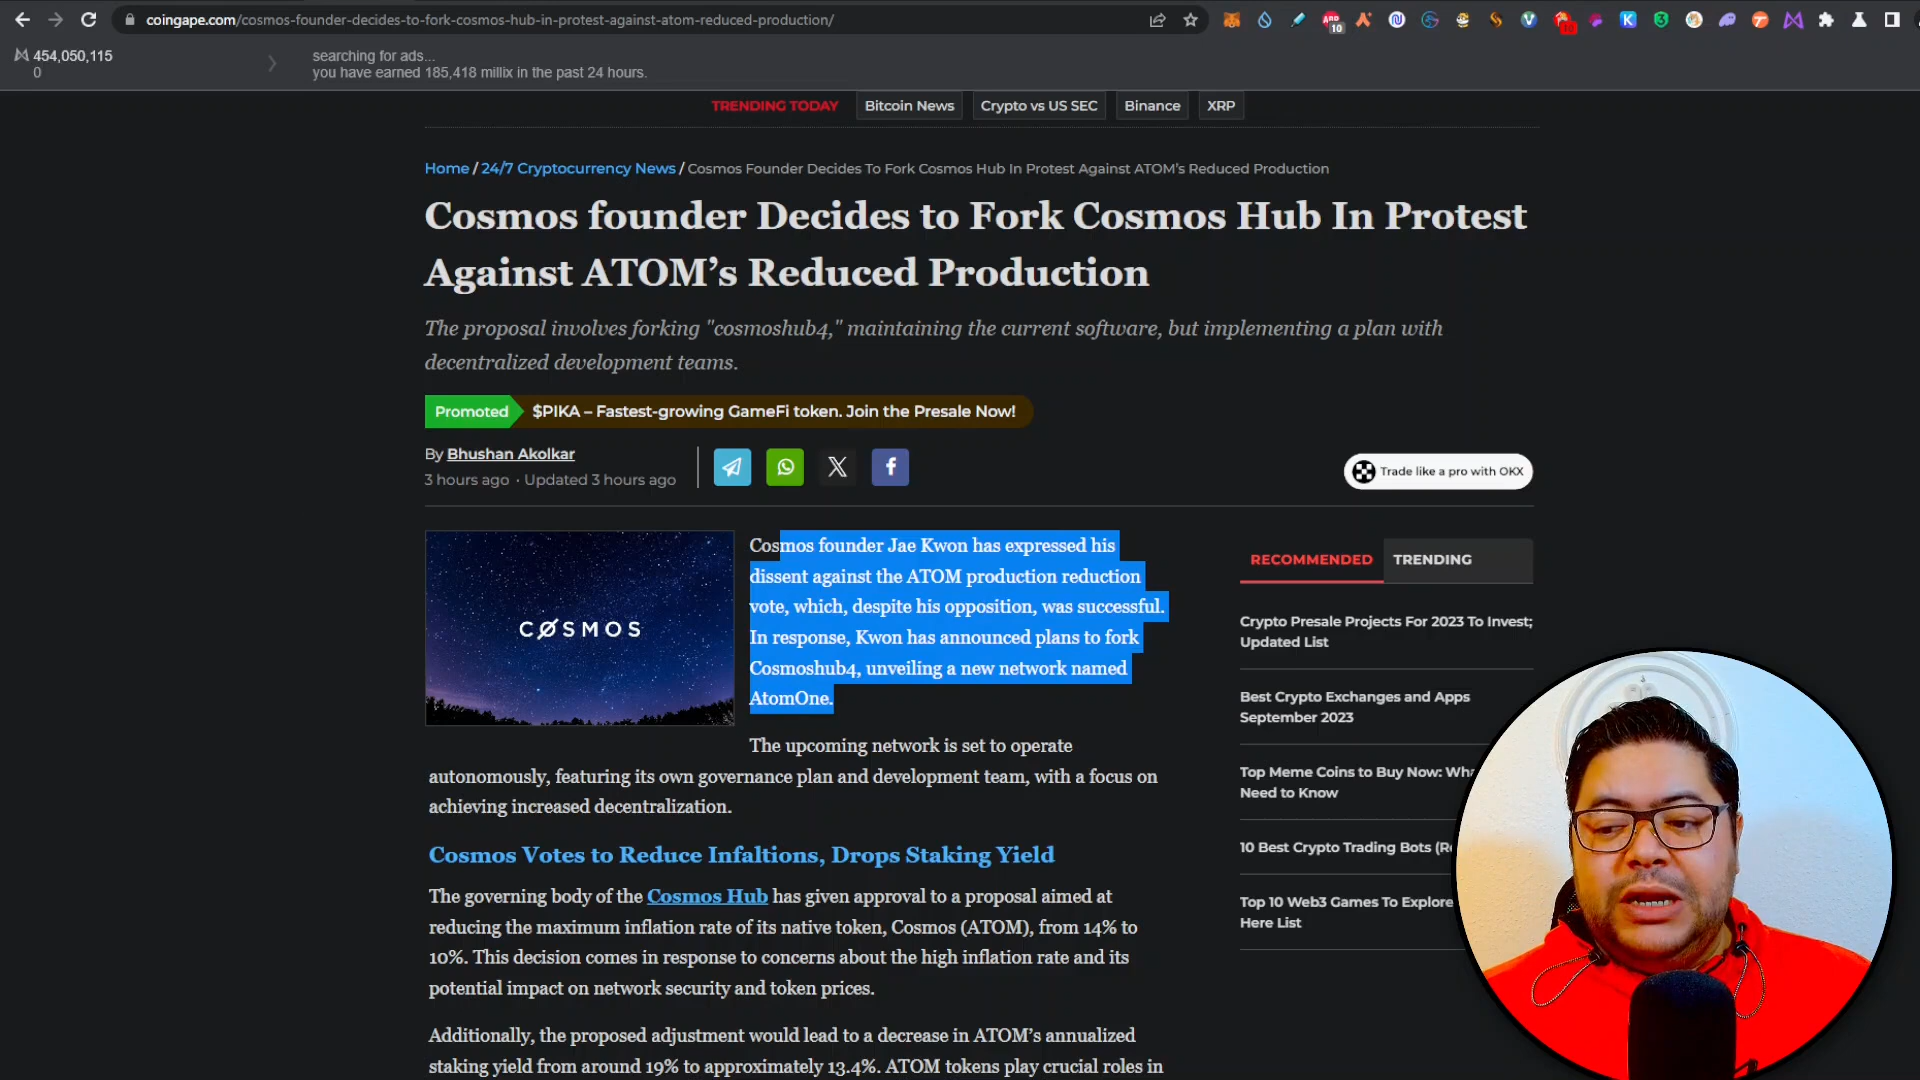 coingape.com/cosmos-founder-decides-to-fork-cosmos-hub-in-protest-against-atom-reduced-production/
454,050,115
0
searching for ads...
you have earned 185,418 millix in the past 24 hours.
TRENDING TODAY
Bitcoin News
Crypto vs US SEC
Binance
XRP
Home / 24/7 Cryptocurrency News / Cosmos Founder Decides To Fork Cosmos Hub In Protest Against ATOM's Reduced Production
Cosmos founder Decides to Fork Cosmos Hub In Protest
Against ATOM's Reduced Production
The proposal involves forking "cosmoshub4," maintaining the current software, but implementing a plan with
decentralized development teams.
Promoted
$PIKA – Fastest-growing GameFi token. Join the Presale Now!
By Bhushan Akolkar
3 hours ago · Updated 3 hours ago
Trade like a pro with OKX
COSMOS
Cosmos founder Jae Kwon has expressed his
dissent against the ATOM production reduction
vote, which, despite his opposition, was successful.
In response, Kwon has announced plans to fork
Cosmoshub4, unveiling a new network named
AtomOne.
The upcoming network is set to operate
autonomously, featuring its own governance plan and development team, with a focus on
achieving increased decentralization.
Cosmos Votes to Reduce Infaltions, Drops Staking Yield
The governing body of the Cosmos Hub has given approval to a proposal aimed at
reducing the maximum inflation rate of its native token, Cosmos (ATOM), from 14% to
10%. This decision comes in response to concerns about the high inflation rate and its
potential impact on network security and token prices.
Additionally, the proposed adjustment would lead to a decrease in ATOM's annualized
staking yield from around 19% to approximately 13.4%. ATOM tokens play crucial roles in
RECOMMENDED
TRENDING
Crypto Presale Projects For 2023 To Invest;
Updated List
Best Crypto Exchanges and Apps
September 2023
Top Meme Coins to Buy Now:
Need to Know
10 Best Crypto Trading Bots
Top 10 Web3 Games To Explore
Here List